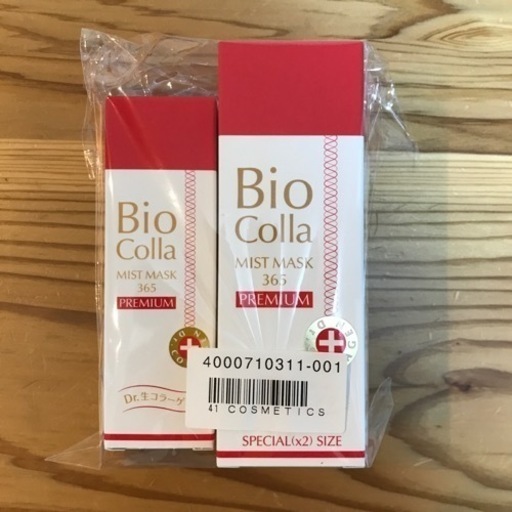 Bio
Colla
MIST MASK
365
PREMIUM
Dr.生コラーゲ
Bio
Colla
MIST MASK
365
PREMIUM
4000710311-001
41 COSMETICS
SPECIAL(x2) SIZE